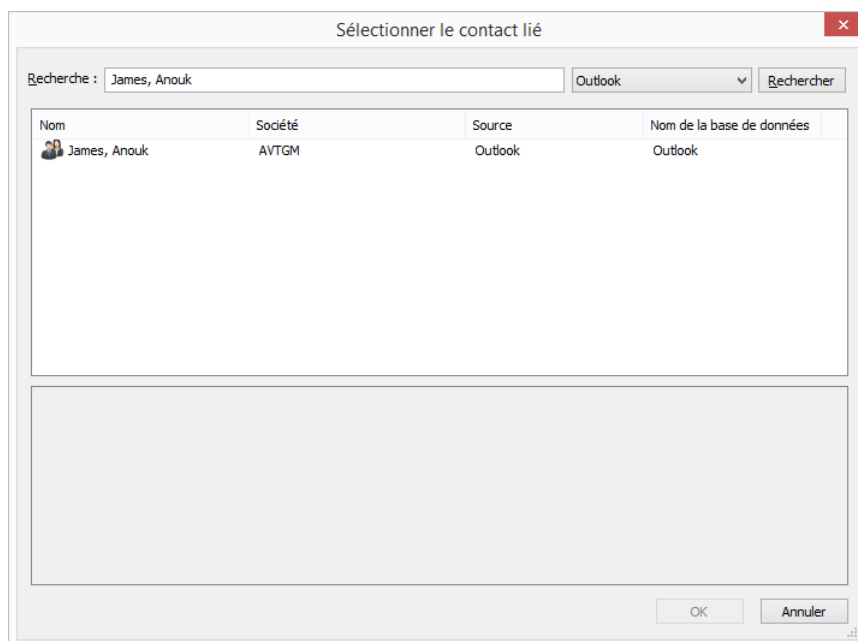 Sélectionner le contact lié
Recherche : James, Anouk Outlook Rechercher
Nom Société Source Nom de la base de données
James, Anouk AVTGM Outlook Outlook
OK Annuler